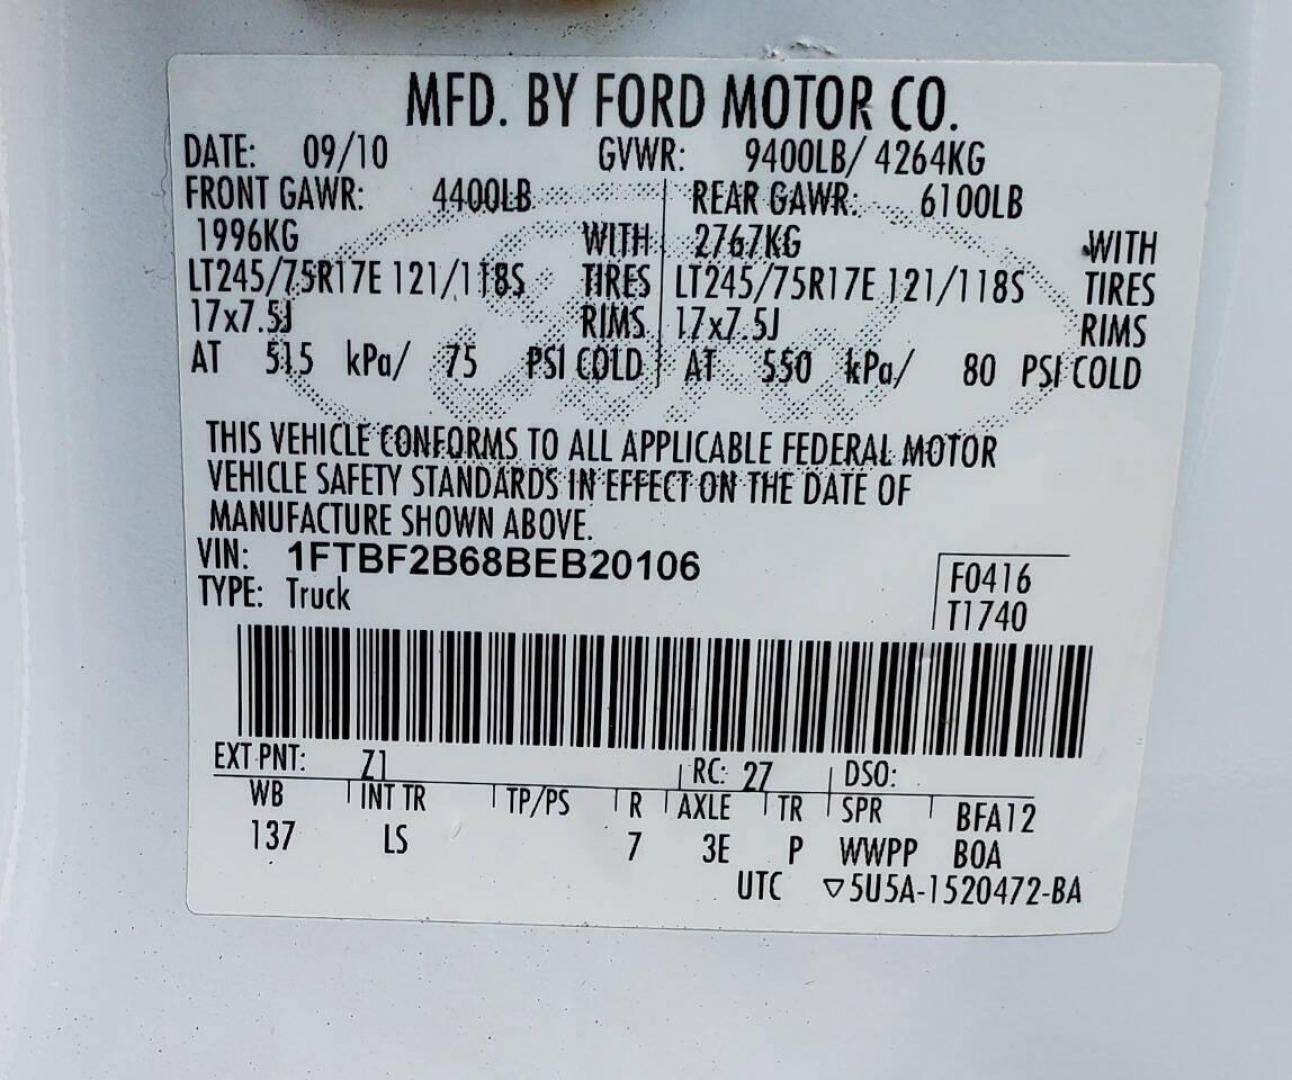 MFD. BY FORD MOTOR CO.
DATE: 09/10 GVWR: 9400LB/ 4264KG
FRONT GAWR: 4400LB REAR GAWR: 6100LB
1996KG WITH 2767KG WITH
LT245/75R17E 121/118S TIRES LT245/75R17E 121/118S TIRES
17x7.5J RIMS 17x7.5J RIMS
AT 515 kPa/ 75 PSI COLD AT 550 kPa/ 80 PSI COLD
THIS VEHICLE CONFORMS TO ALL APPLICABLE FEDERAL MOTOR
VEHICLE SAFETY STANDARDS IN EFFECT ON THE DATE OF
MANUFACTURE SHOWN ABOVE.
VIN: 1FTBF2B68BEB20106
TYPE: Truck
F0416
T1740
EXT PNT: Z1 RC: 27 DSO:
WB INT TR TP/PS R AXLE TR SPR BFA12
137 LS 7 3E P WWPP BOA
UTC ▽5U5A-1520472-BA